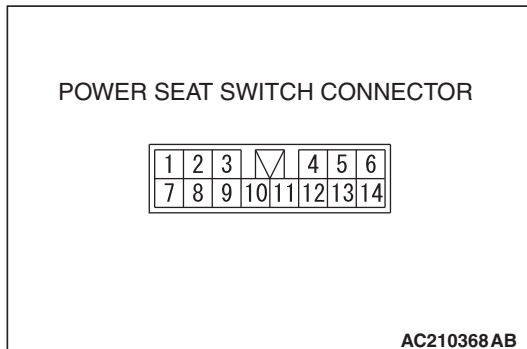 POWER SEAT SWITCH CONNECTOR
1 2 3 4 5 6
7 8 9 10 11 12 13 14
AC210368AB